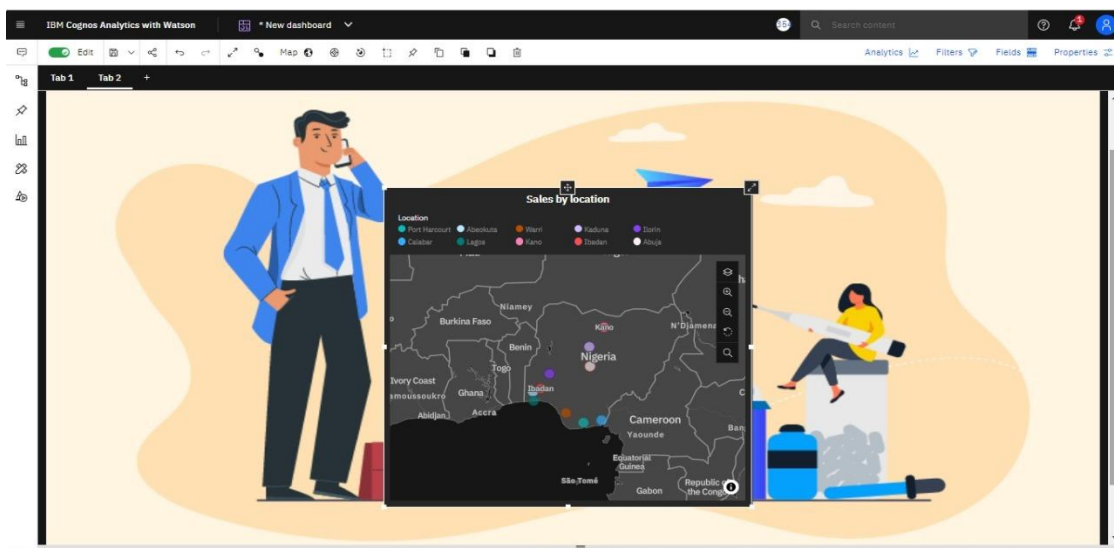 IBM Cognos Analytics with Watson
* New dashboard
Search content
Edit
Map
Analytics
Filters
Fields
Properties
Tab 1
Tab 2
+
Sales by location
Location
Port Harcourt Abeokuta Warri Kaduna Ilorin
Calabar Lagos Kano Ibadan Abuja
Niamey
Burkina Faso
Kano
N'Djamena
Benin
Nigeria
Togo
Ivory Coast
Ibadan
Ghana
amoussoukro
Abidjan
Accra
Cameroon
Yaounde
Ban
Equatorial
Guinea
São Tomé
Gabon
Republic
the Congo